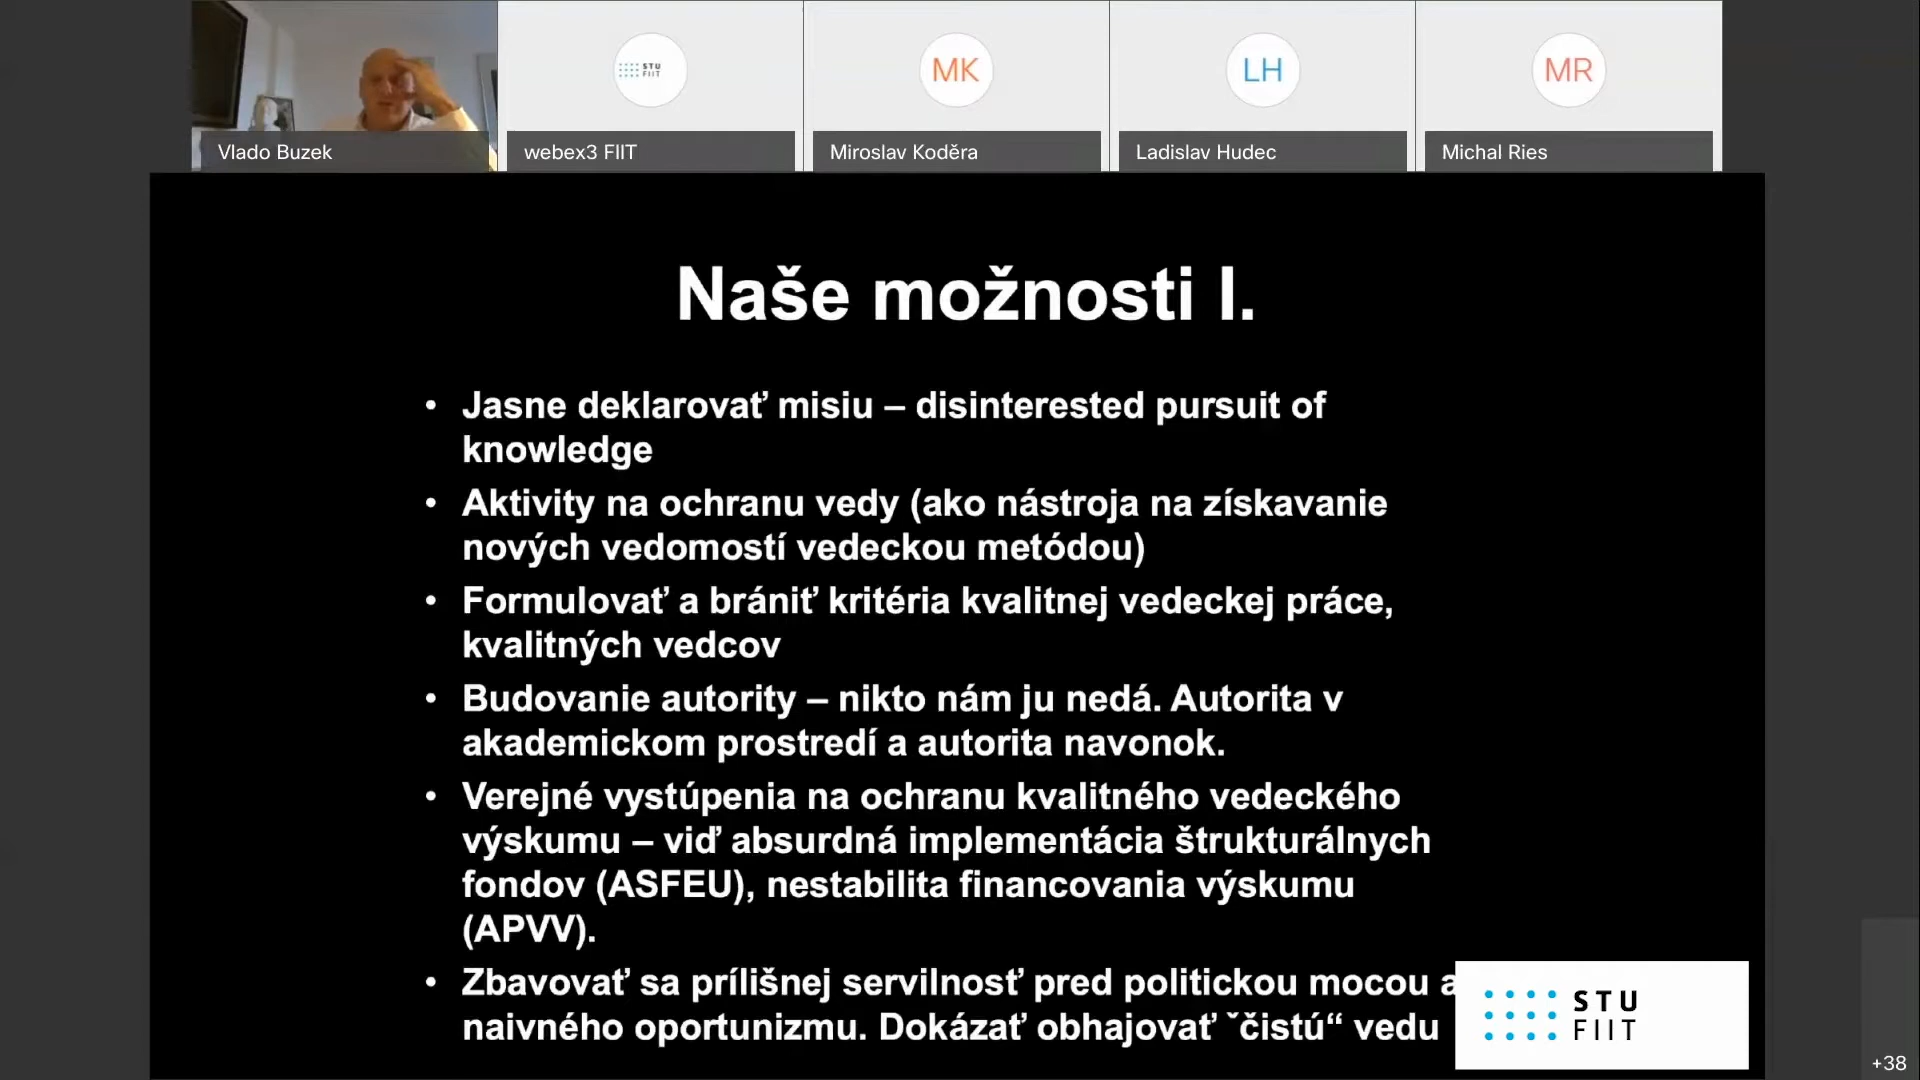 STU
FIIT
MK
LH
MR
Vlado Buzek
webex3 FIIT
Miroslav Koděra
Ladislav Hudec
Michal Ries
Naše možnosti I.
• Jasne deklarovať misiu – disinterested pursuit of
knowledge
• Aktivity na ochranu vedy (ako nástroja na získavanie
nových vedomostí vedeckou metódou)
• Formulovať a brániť kritéria kvalitnej vedeckej práce,
kvalitných vedcov
• Budovanie autority – nikto nám ju nedá. Autorita v
akademickom prostredí a autorita navonok.
• Verejné vystúpenia na ochranu kvalitného vedeckého
výskumu – viď absurdná implementácia štrukturálnych
fondov (ASFEU), nestabilita financovania výskumu
(APVV).
• Zbavovať sa prílišnej servilnosť pred politickou mocou a
naivného oportunizmu. Dokázať obhajovať ˇčistú“ vedu
STU
FIIT
+38